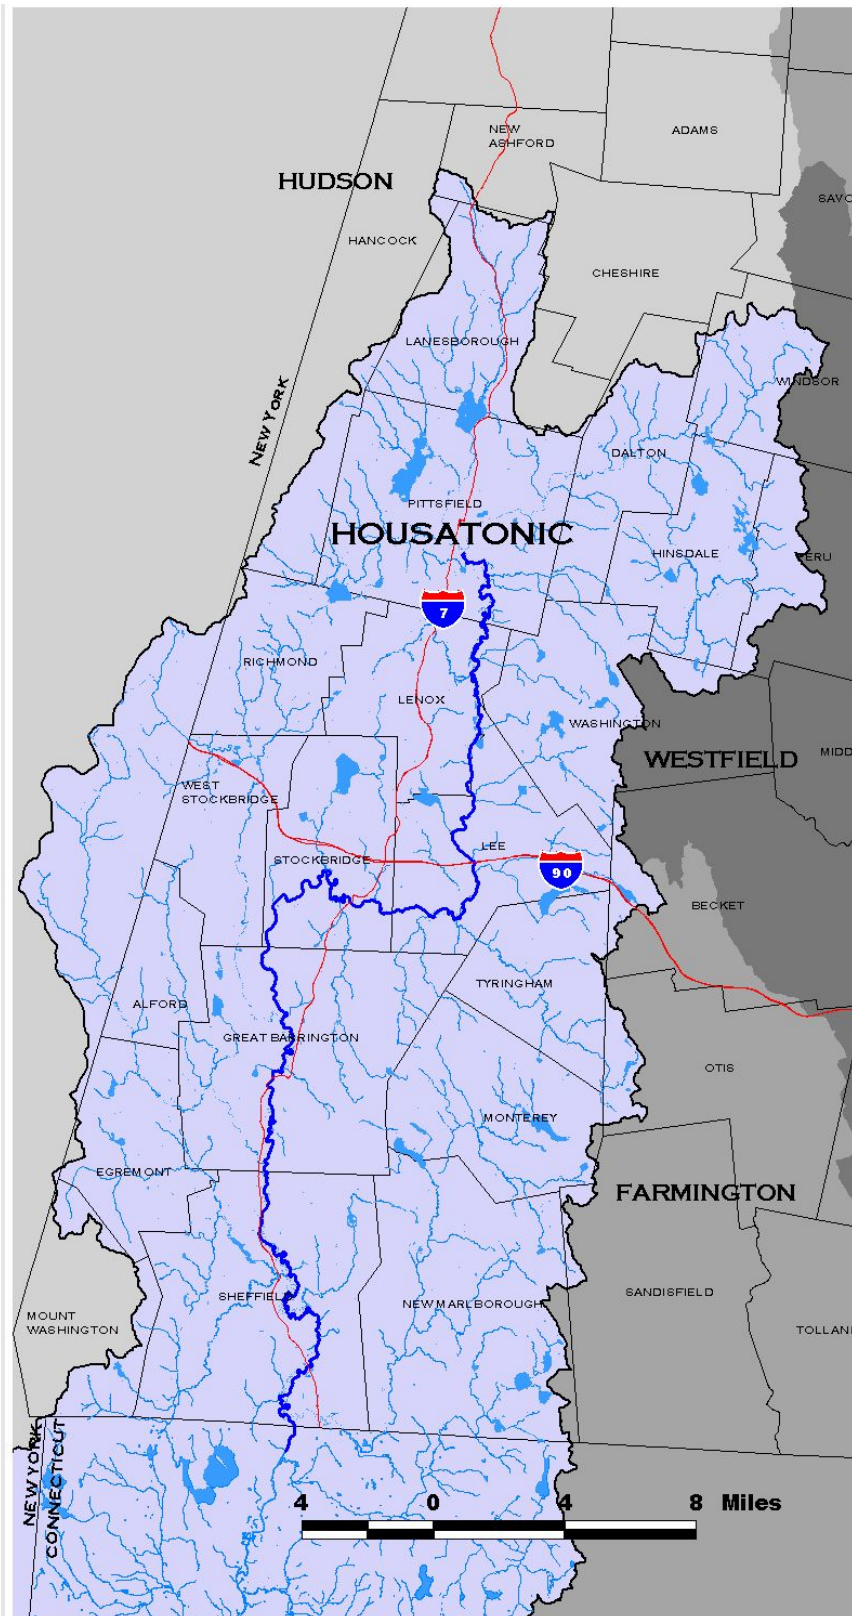 NEW
ASHFORD
ADAMS
HUDSON
SAVO
HANCOCK
CHESHIRE
LANESBOROUGH
WINDSOR
NEW YORK
DALTON
PITTSFIELD
HOUSATONIC
HINSDALE
PERU
7
RICHMOND
LENOX
WASHINGTON
WESTFIELD
MIDD
WEST
STOCKBRIDGE
LEE
STOCKBRIDGE
90
BECKET
TYRINGHAM
ALFORD
GREAT BARRINGTON
OTIS
MONTEREY
EGREMONT
FARMINGTON
SHEFFIELD
NEW MARLBOROUGH
SANDISFIELD
MOUNT
WASHINGTON
TOLLAN
NEW YORK
CONNECTICUT
4 0 4 8 Miles